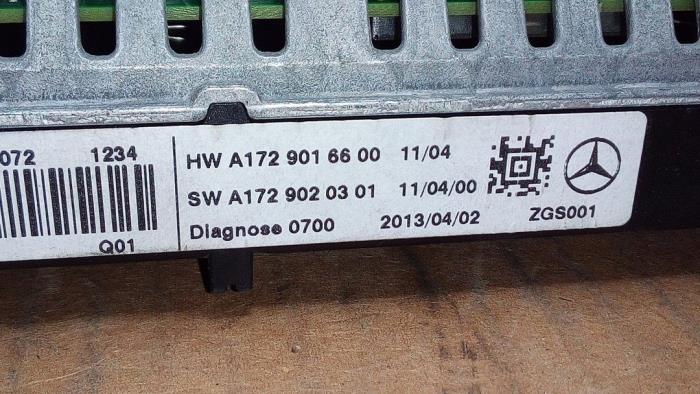 072 1234
Q01
HW A172 901 66 00 11/04
SW A172 902 03 01 11/04/00
Diagnose 0700 2013/04/02
ZGS001